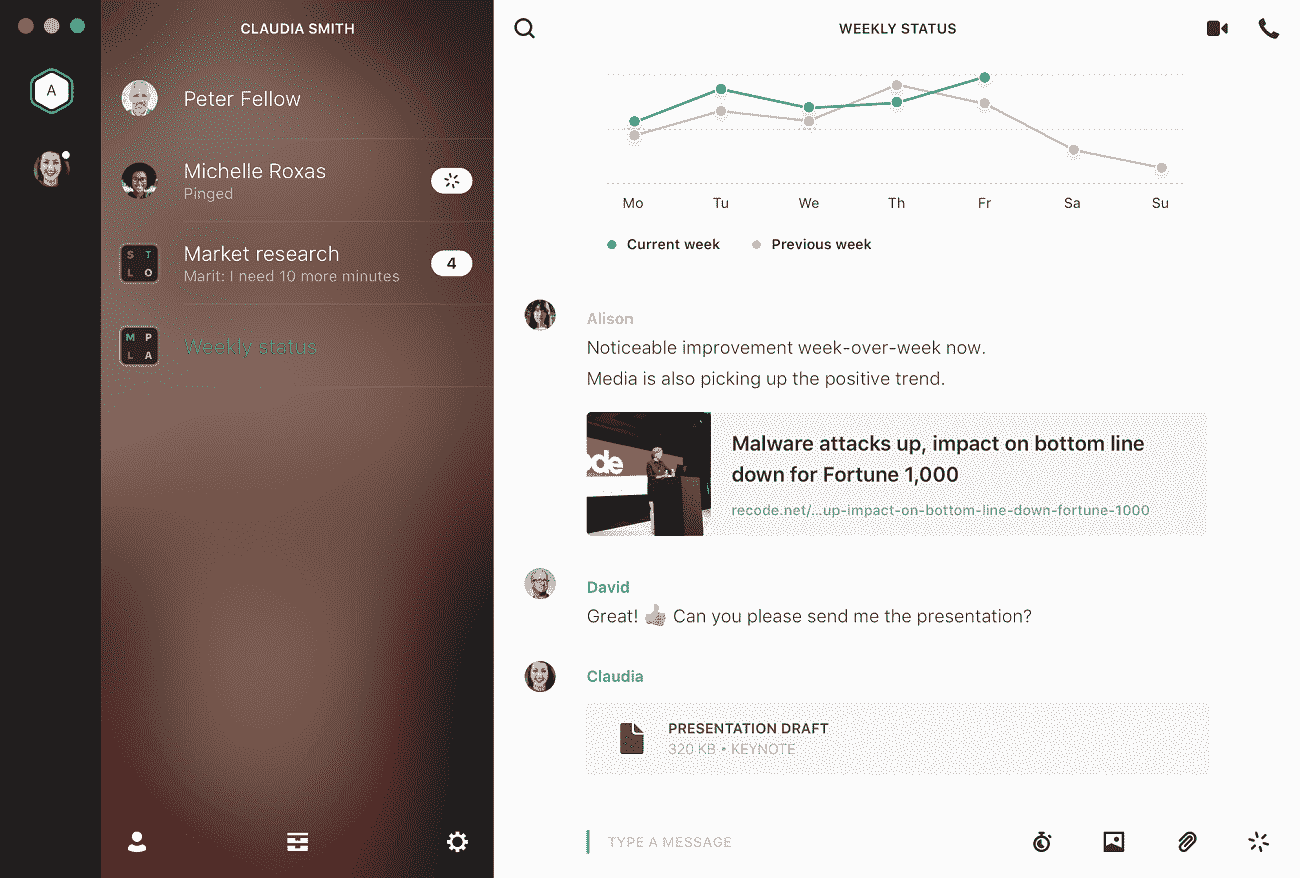 CLAUDIA SMITH
A
Peter Fellow
Michelle Roxas
Pinged
S T
L O
Market research
Marit: I need 10 more minutes
4
M P
L A
Weekly status
WEEKLY STATUS
Mo Tu We Th Fr Sa Su
Current week Previous week
Alison
Noticeable improvement week-over-week now.
Media is also picking up the positive trend.
ode
Malware attacks up, impact on bottom line
down for Fortune 1,000
recode.net/...up-impact-on-bottom-line-down-fortune-1000
David
Great! 👍 Can you please send me the presentation?
Claudia
PRESENTATION DRAFT
320 KB • KEYNOTE
TYPE A MESSAGE